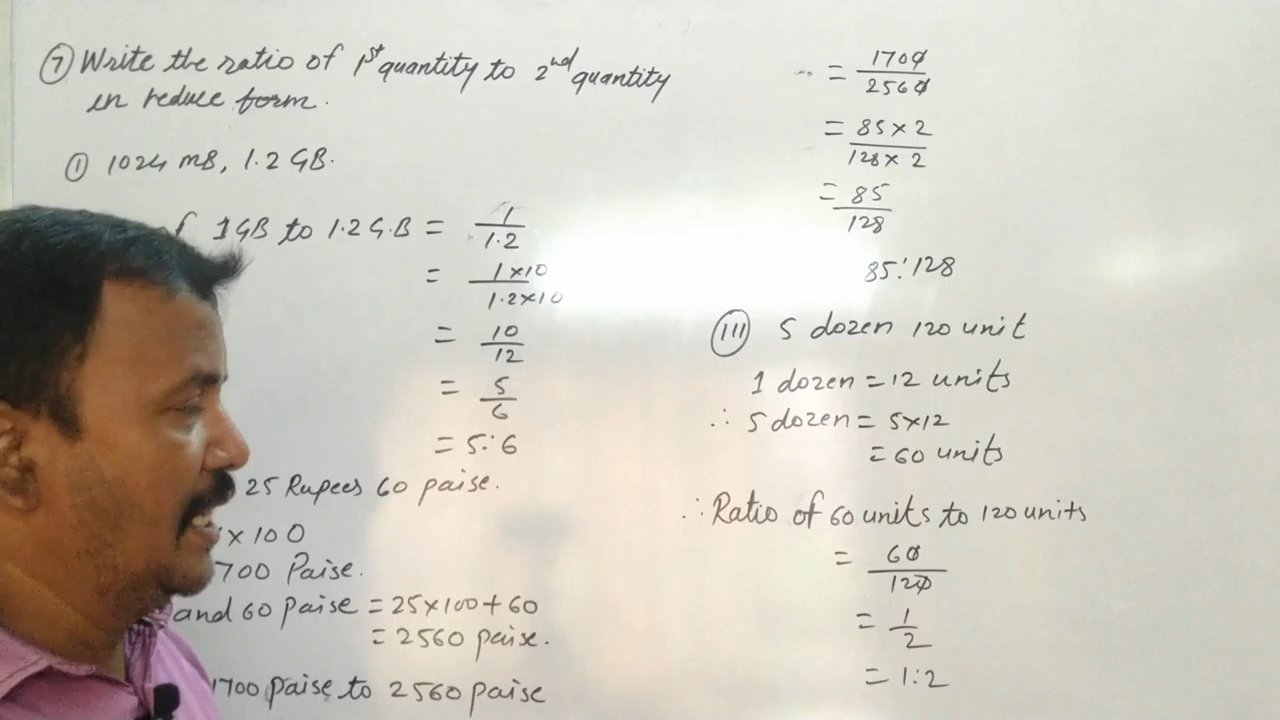 ⑦ Write the ratio of 1st quantity to 2nd quantity
in reduce form.
① 1024 MB, 1.2 GB.
1GB to 1.2 G.B = 1/1.2
= 1×10/1.2×10
= 10/12
= 5/6
= 5:6
25 Rupees 60 paise.
×100
700 Paise.
and 60 paise = 25×100+60
= 2560 paise.
1700 paise to 2560 paise
= 1700/2560
= 85×2/128×2
= 85/128
85:128
(III) 5 dozen 120 unit
1 dozen = 12 units
∴ 5 dozen = 5×12
= 60 units
∴ Ratio of 60 units to 120 units
= 60/120
= 1/2
= 1:2